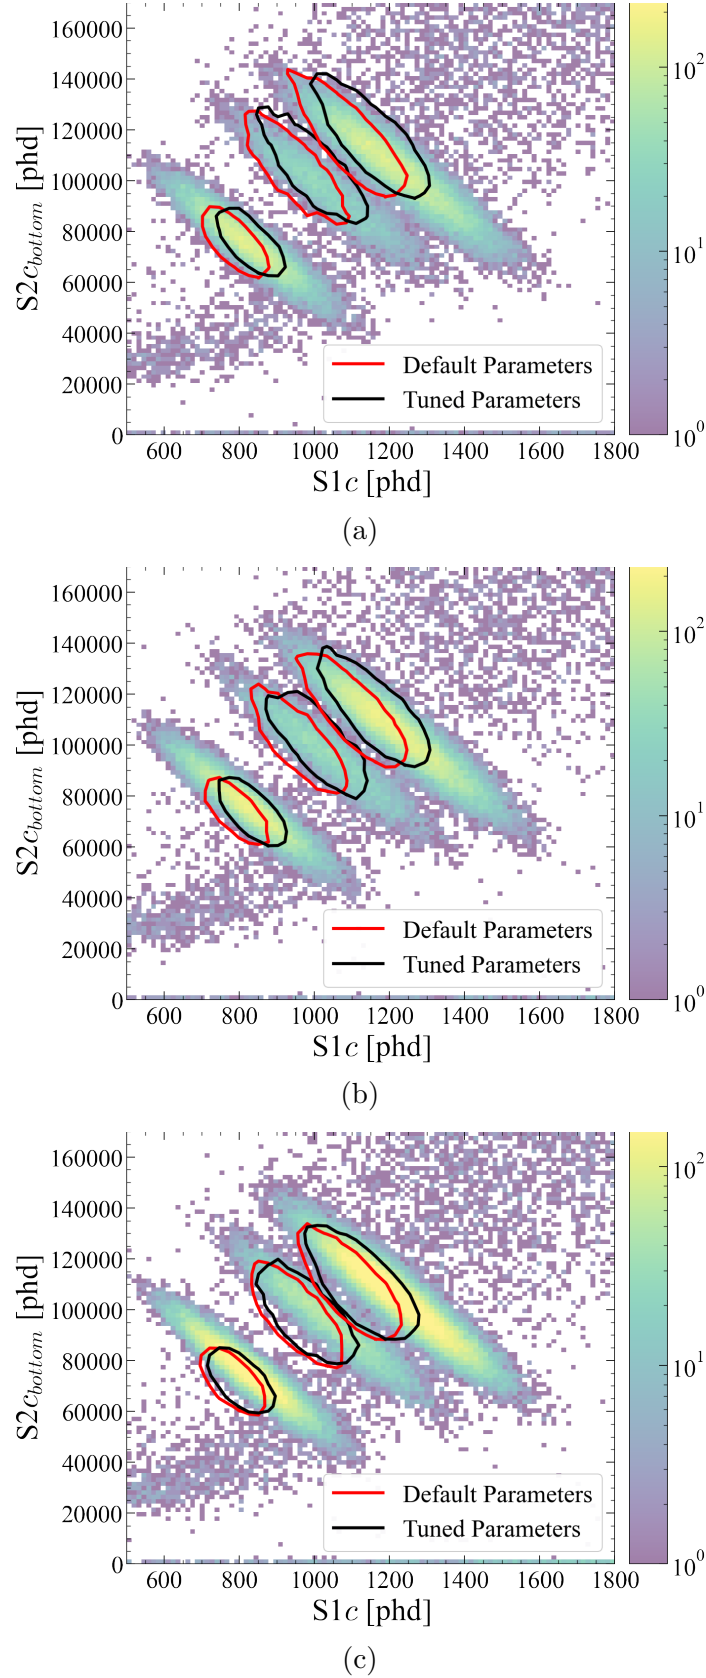 160000
140000
120000
100000
80000
60000
40000
20000
0
S2c_bottom [phd]
600 800 1000 1200 1400 1600 1800
S1c [phd]
Default Parameters
Tuned Parameters
10^2
10^1
10^0
(a)
160000
140000
120000
100000
80000
60000
40000
20000
0
S2c_bottom [phd]
600 800 1000 1200 1400 1600 1800
S1c [phd]
Default Parameters
Tuned Parameters
10^2
10^1
10^0
(b)
160000
140000
120000
100000
80000
60000
40000
20000
0
S2c_bottom [phd]
600 800 1000 1200 1400 1600 1800
S1c [phd]
Default Parameters
Tuned Parameters
10^2
10^1
10^0
(c)